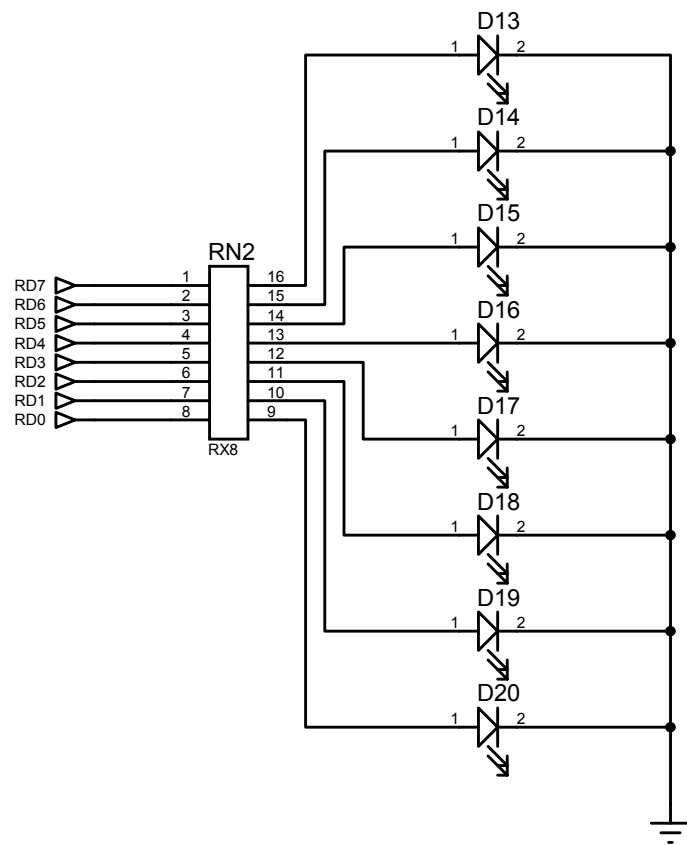 D13
1 2
D14
1 2
D15
1 2
RN2
RD7 1 16
RD6 2 15
RD5 3 14
D16
RD4 4 13 1 2
RD3 5 12
RD2 6 11
RD1 7 10
RD0 8 9
D17
1 2
RX8
D18
1 2
D19
1 2
D20
1 2